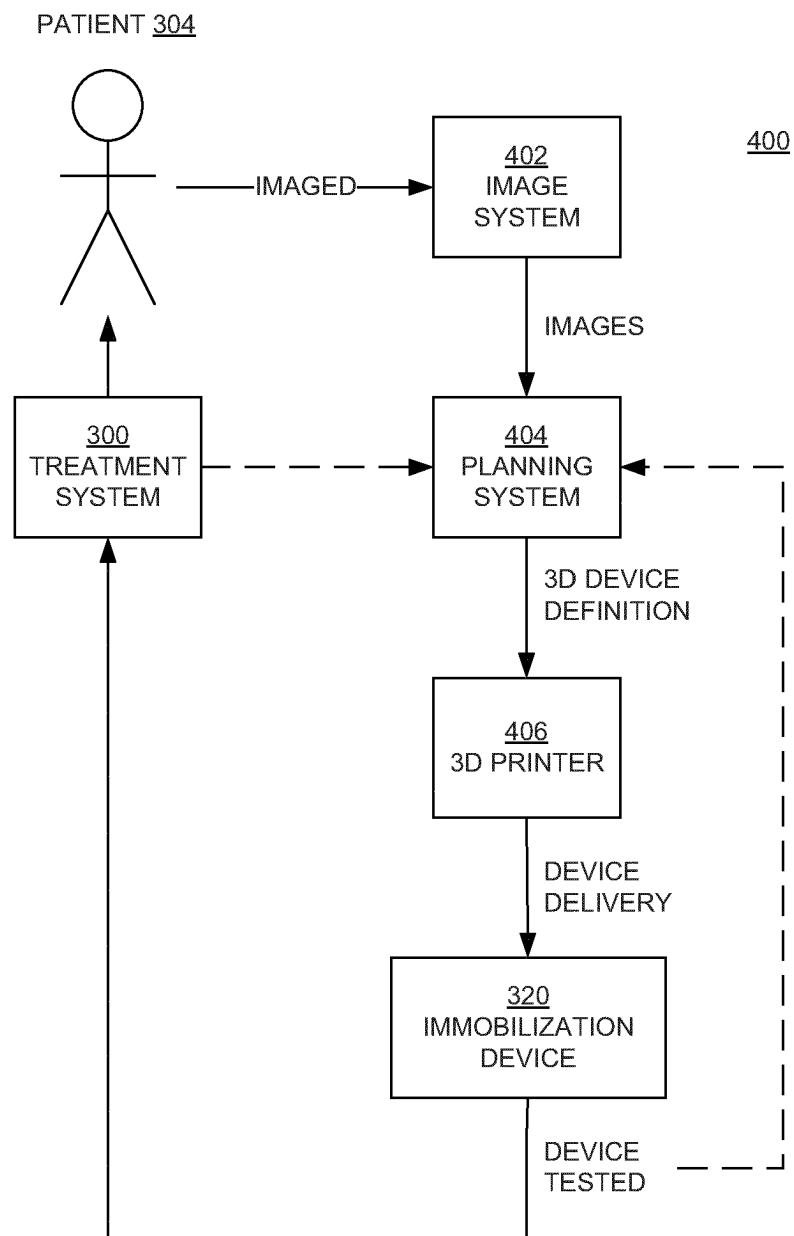 PATIENT 304
400
402
IMAGE
SYSTEM
IMAGED
IMAGES
300
TREATMENT
SYSTEM
404
PLANNING
SYSTEM
3D DEVICE
DEFINITION
406
3D PRINTER
DEVICE
DELIVERY
320
IMMOBILIZATION
DEVICE
DEVICE
TESTED